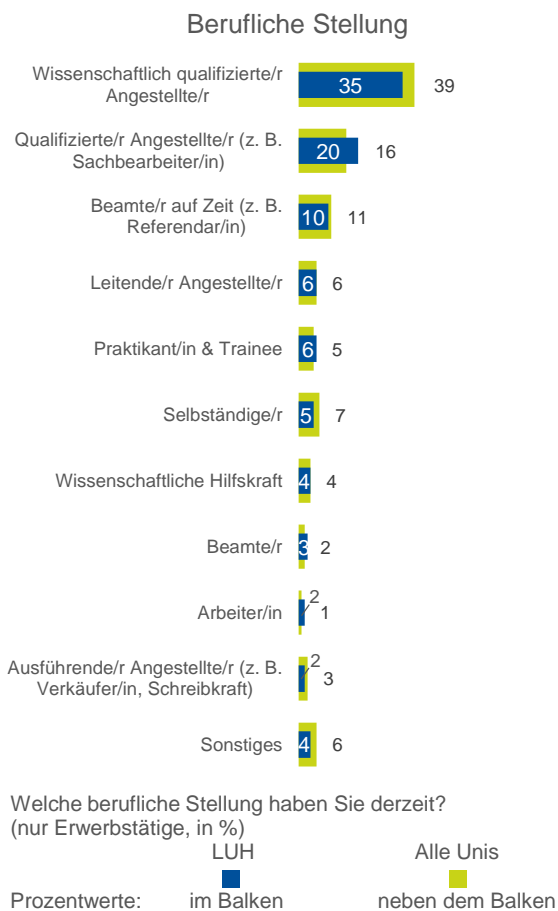 Berufliche Stellung
Wissenschaftlich qualifizierte/r
Angestellte/r
35 39
Qualifizierte/r Angestellte/r (z. B.
Sachbearbeiter/in)
20 16
Beamte/r auf Zeit (z. B.
Referendar/in)
10 11
Leitende/r Angestellte/r 6 6
Praktikant/in & Trainee 6 5
Selbständige/r 5 7
Wissenschaftliche Hilfskraft 4 4
Beamte/r 3 2
Arbeiter/in 2 1
Ausführende/r Angestellte/r (z. B.
Verkäufer/in, Schreibkraft)
2 3
Sonstiges 4 6
Welche berufliche Stellung haben Sie derzeit?
(nur Erwerbstätige, in %)
LUH Alle Unis
Prozentwerte: im Balken neben dem Balken